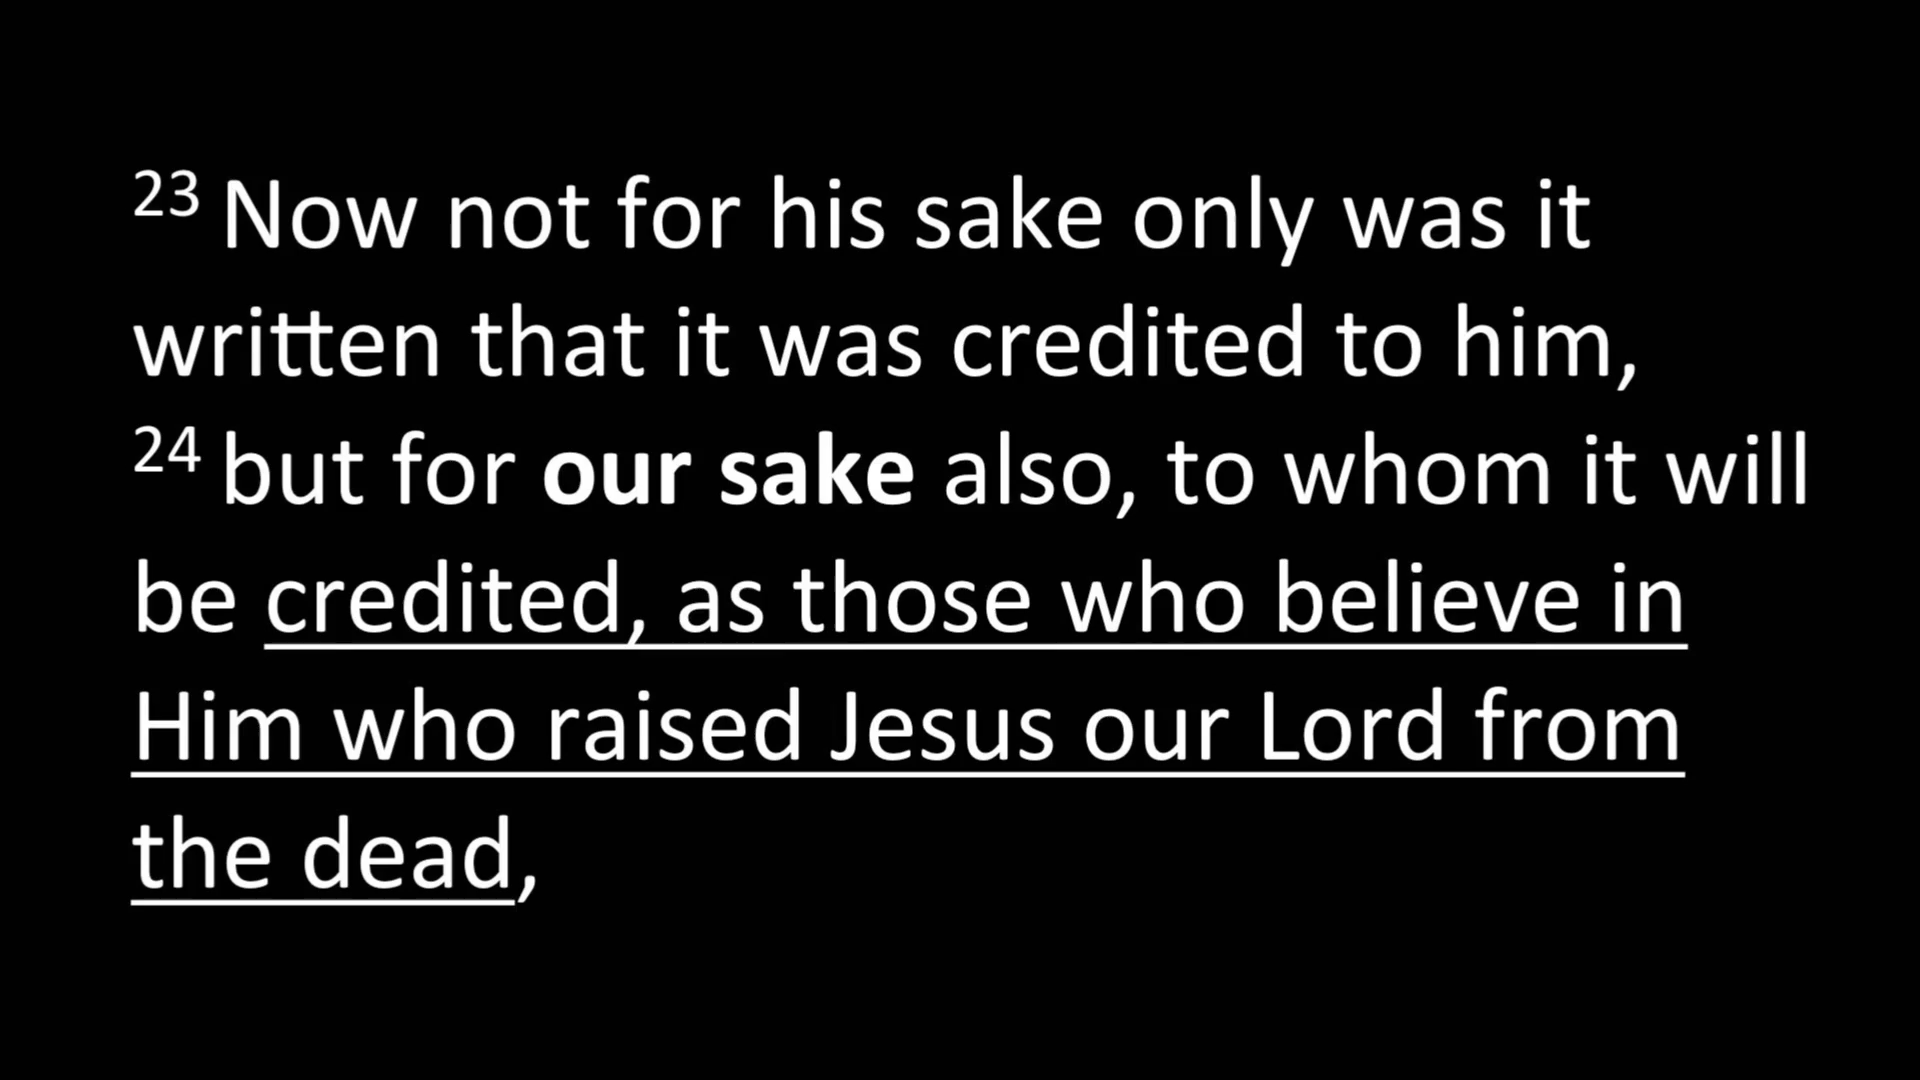 23 Now not for his sake only was it
written that it was credited to him,
24 but for our sake also, to whom it will
be credited, as those who believe in
Him who raised Jesus our Lord from
the dead,